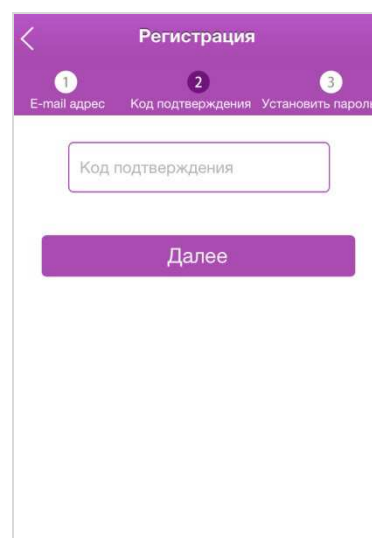 Регистрация
1 2 3
E-mail адрес Код подтверждения Установить пароль
Код подтверждения
Далее